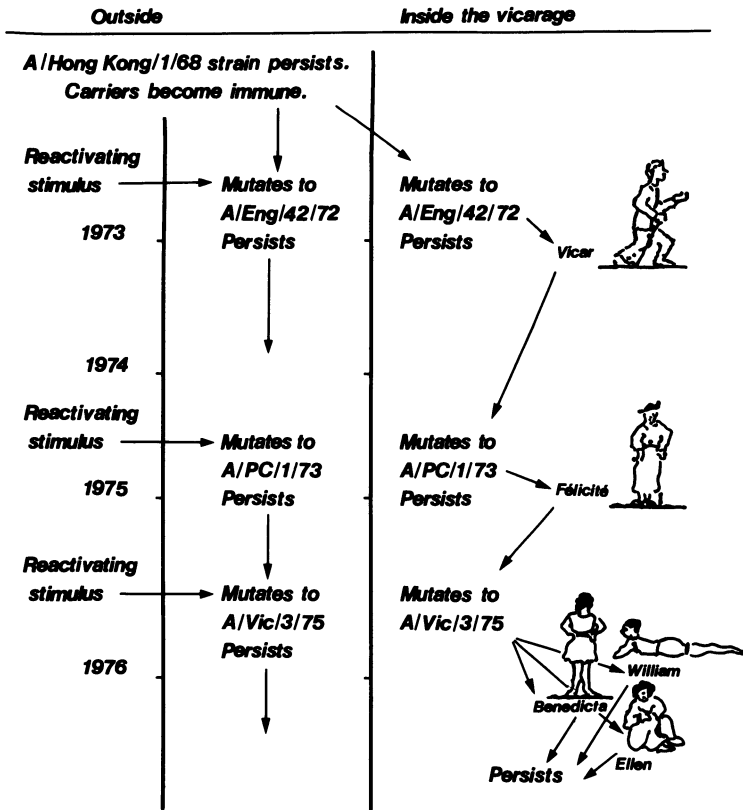 Outside
Inside the vicarage
A/Hong Kong/1/68 strain persists.
Carriers become immune.
Reactivating
stimulus
Mutates to
A/Eng/42/72
Persists
1973
Mutates to
A/Eng/42/72
Persists
Vicar
1974
Reactivating
stimulus
Mutates to
A/PC/1/73
Persists
1975
Mutates to
A/PC/1/73
Persists
Félicité
Reactivating
stimulus
Mutates to
A/Vic/3/75
Persists
1976
Mutates to
A/Vic/3/75
William
Benedicta
Ellen
Persists